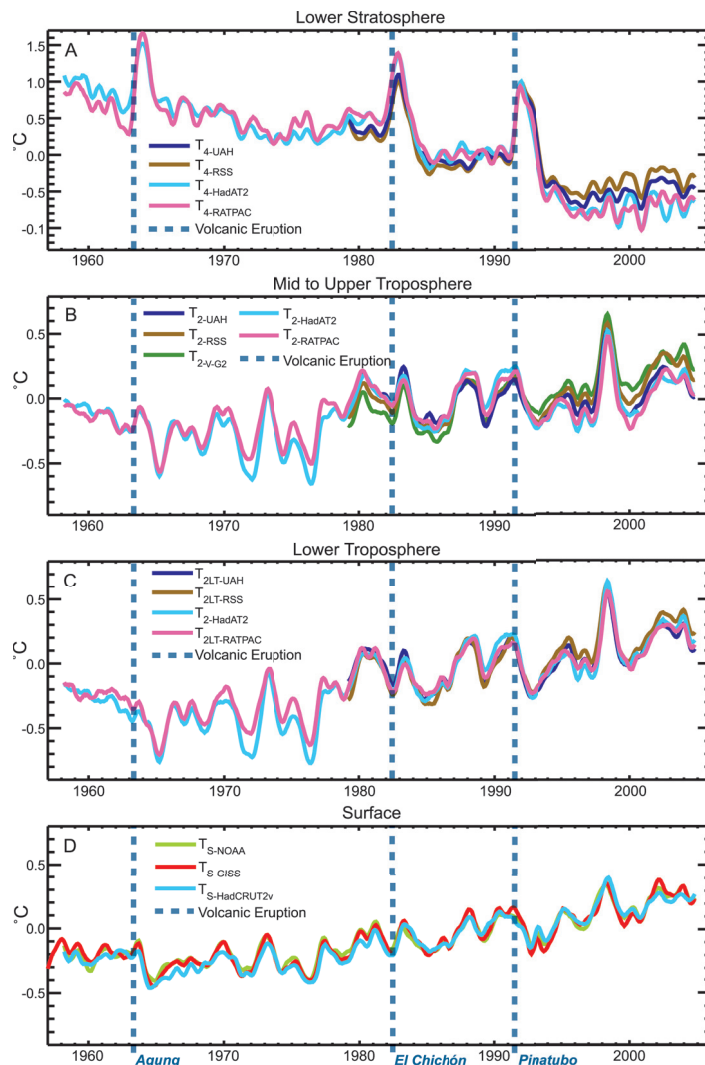 Lower Stratosphere
A
1.5
1.0
0.5
0.0
-0.5
-0.1
°C
T4-UAH
T4-RSS
T4-HadAT2
T4-RATPAC
Volcanic Eruption
1960 1970 1980 1990 2000
Mid to Upper Troposphere
B
0.5
0.0
-0.5
°C
T2-UAH T2-HadAT2
T2-RSS T2-RATPAC
T2-V-G2 Volcanic Eruption
1960 1970 1980 1990 2000
Lower Troposphere
C
0.5
0.0
-0.5
°C
T2LT-UAH
T2LT-RSS
T2-HadAT2
T2LT-RATPAC
Volcanic Eruption
1960 1970 1980 1990 2000
Surface
D
0.5
0.0
-0.5
°C
TS-NOAA
TS-GISS
TS-HadCRUT2v
Volcanic Eruption
1960 1970 1980 1990 2000
Agung El Chichón Pinatubo